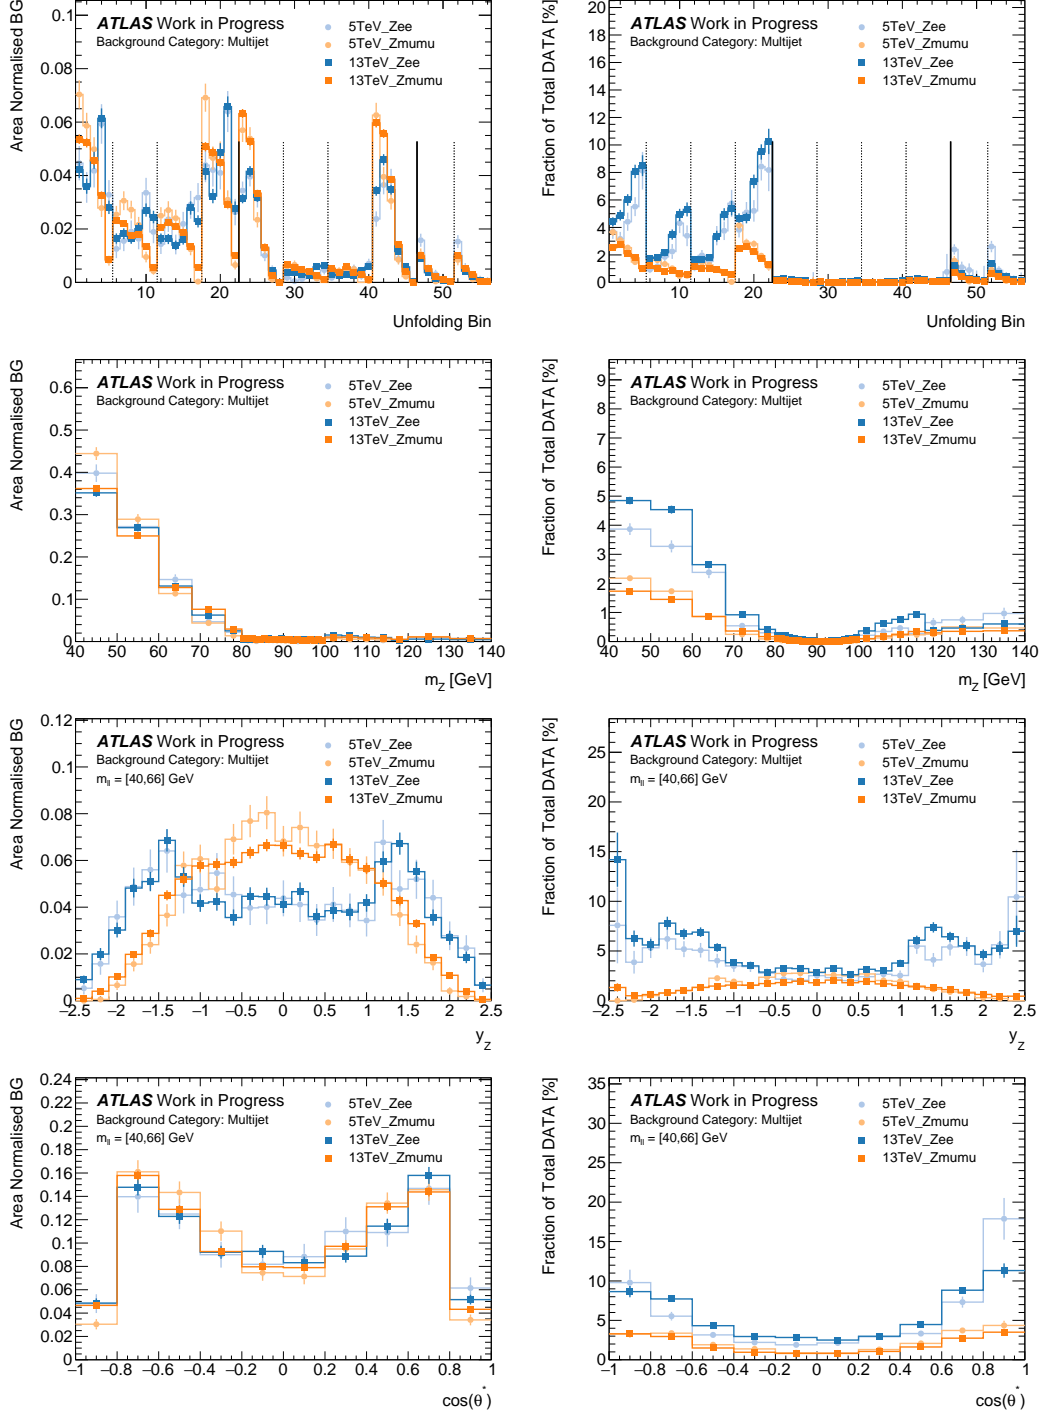 0.1
0.08
0.06
0.04
0.02
0
Area Normalised BG
ATLAS Work in Progress
Background Category: Multijet
5TeV_Zee
5TeV_Zmumu
13TeV_Zee
13TeV_Zmumu
10 20 30 40 50
Unfolding Bin
20
18
16
14
12
10
8
6
4
2
0
Fraction of Total DATA [%]
ATLAS Work in Progress
Background Category: Multijet
5TeV_Zee
5TeV_Zmumu
13TeV_Zee
13TeV_Zmumu
10 20 30 40 50
Unfolding Bin
0.6
0.5
0.4
0.3
0.2
0.1
0
Area Normalised BG
ATLAS Work in Progress
Background Category: Multijet
5TeV_Zee
5TeV_Zmumu
13TeV_Zee
13TeV_Zmumu
40 50 60 70 80 90 100 110 120 130 140
m_Z [GeV]
9
8
7
6
5
4
3
2
1
0
Fraction of Total DATA [%]
ATLAS Work in Progress
Background Category: Multijet
5TeV_Zee
5TeV_Zmumu
13TeV_Zee
13TeV_Zmumu
40 50 60 70 80 90 100 110 120 130 140
m_Z [GeV]
0.12
0.1
0.08
0.06
0.04
0.02
0
Area Normalised BG
ATLAS Work in Progress
Background Category: Multijet
m_ll = [40,66] GeV
5TeV_Zee
5TeV_Zmumu
13TeV_Zee
13TeV_Zmumu
−2.5 −2 −1.5 −1 −0.5 0 0.5 1 1.5 2 2.5
y_Z
25
20
15
10
5
0
Fraction of Total DATA [%]
ATLAS Work in Progress
Background Category: Multijet
m_ll = [40,66] GeV
5TeV_Zee
5TeV_Zmumu
13TeV_Zee
13TeV_Zmumu
−2.5 −2 −1.5 −1 −0.5 0 0.5 1 1.5 2 2.5
y_Z
0.24
0.22
0.2
0.18
0.16
0.14
0.12
0.1
0.08
0.06
0.04
0.02
0
Area Normalised BG
ATLAS Work in Progress
Background Category: Multijet
m_ll = [40,66] GeV
5TeV_Zee
5TeV_Zmumu
13TeV_Zee
13TeV_Zmumu
−1 −0.8 −0.6 −0.4 −0.2 0 0.2 0.4 0.6 0.8 1
cos(θ*)
35
30
25
20
15
10
5
0
Fraction of Total DATA [%]
ATLAS Work in Progress
Background Category: Multijet
m_ll = [40,66] GeV
5TeV_Zee
5TeV_Zmumu
13TeV_Zee
13TeV_Zmumu
−1 −0.8 −0.6 −0.4 −0.2 0 0.2 0.4 0.6 0.8 1
cos(θ*)